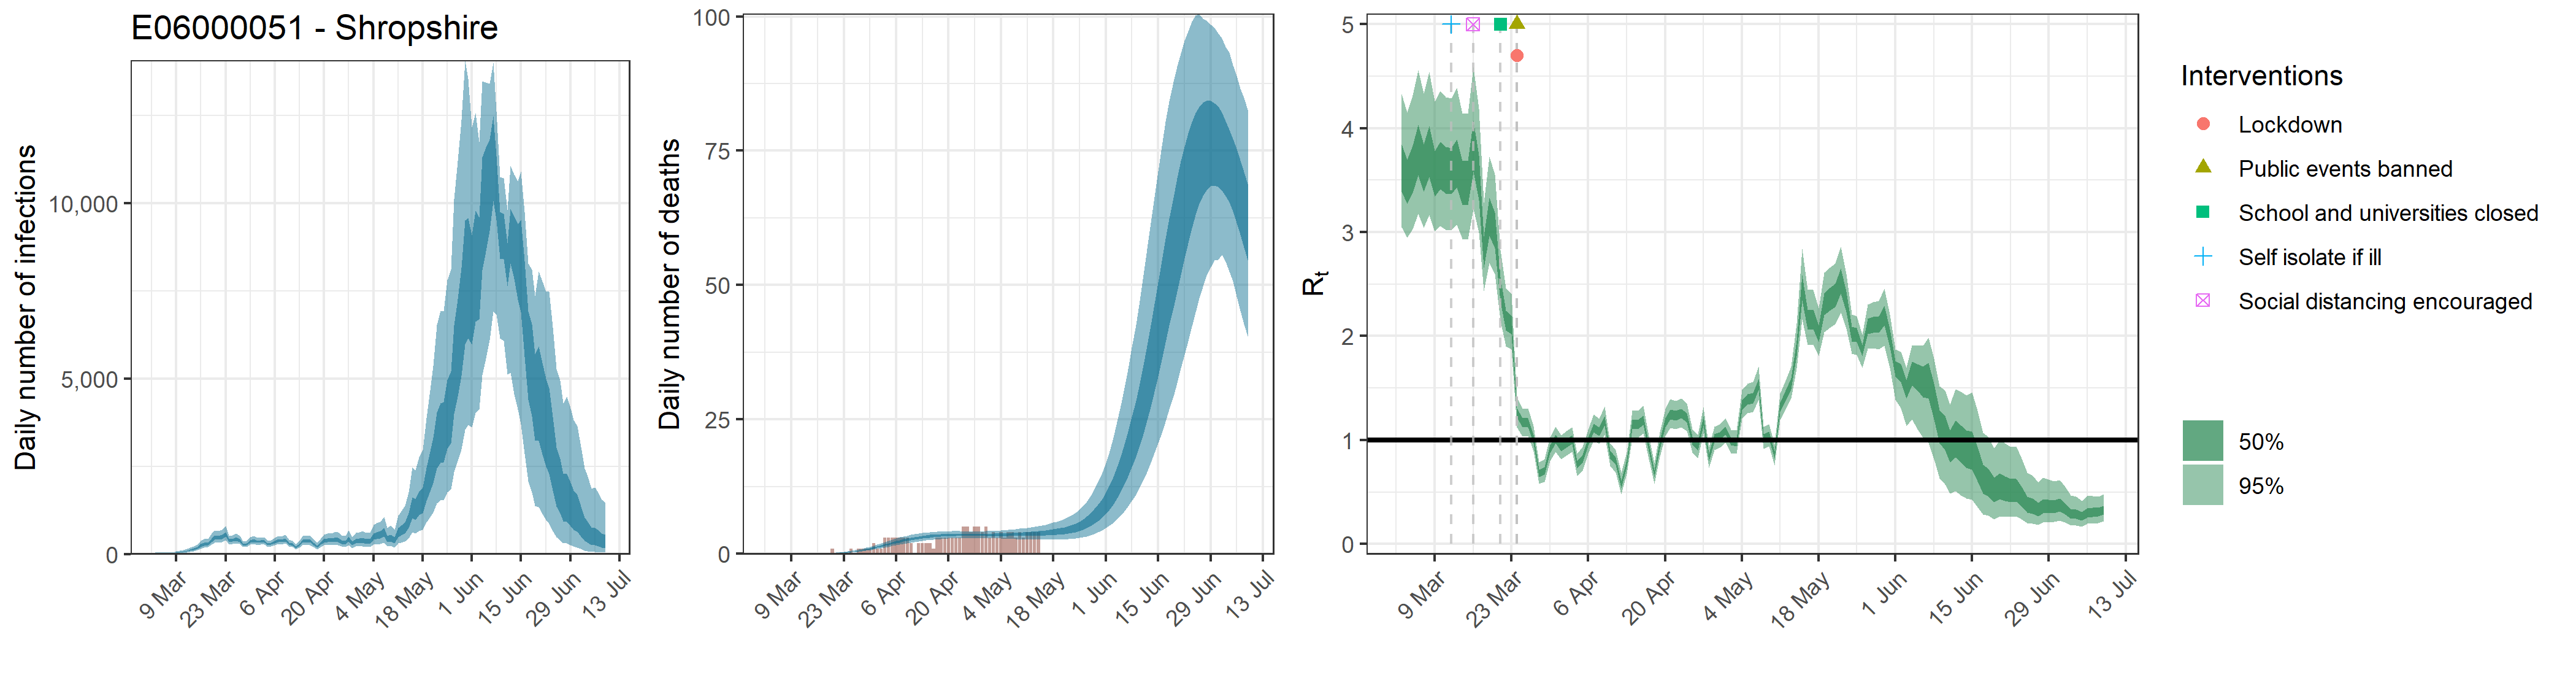 E06000051 - Shropshire
Daily number of infections
10,000
5,000
0
9 Mar
23 Mar
6 Apr
20 Apr
4 May
18 May
1 Jun
15 Jun
29 Jun
13 Jul
Daily number of deaths
100
75
50
25
0
9 Mar
23 Mar
6 Apr
20 Apr
4 May
18 May
1 Jun
15 Jun
29 Jun
13 Jul
Rt
5
4
3
2
1
0
9 Mar
23 Mar
6 Apr
20 Apr
4 May
18 May
1 Jun
15 Jun
29 Jun
13 Jul
Interventions
Lockdown
Public events banned
School and universities closed
Self isolate if ill
Social distancing encouraged
50%
95%